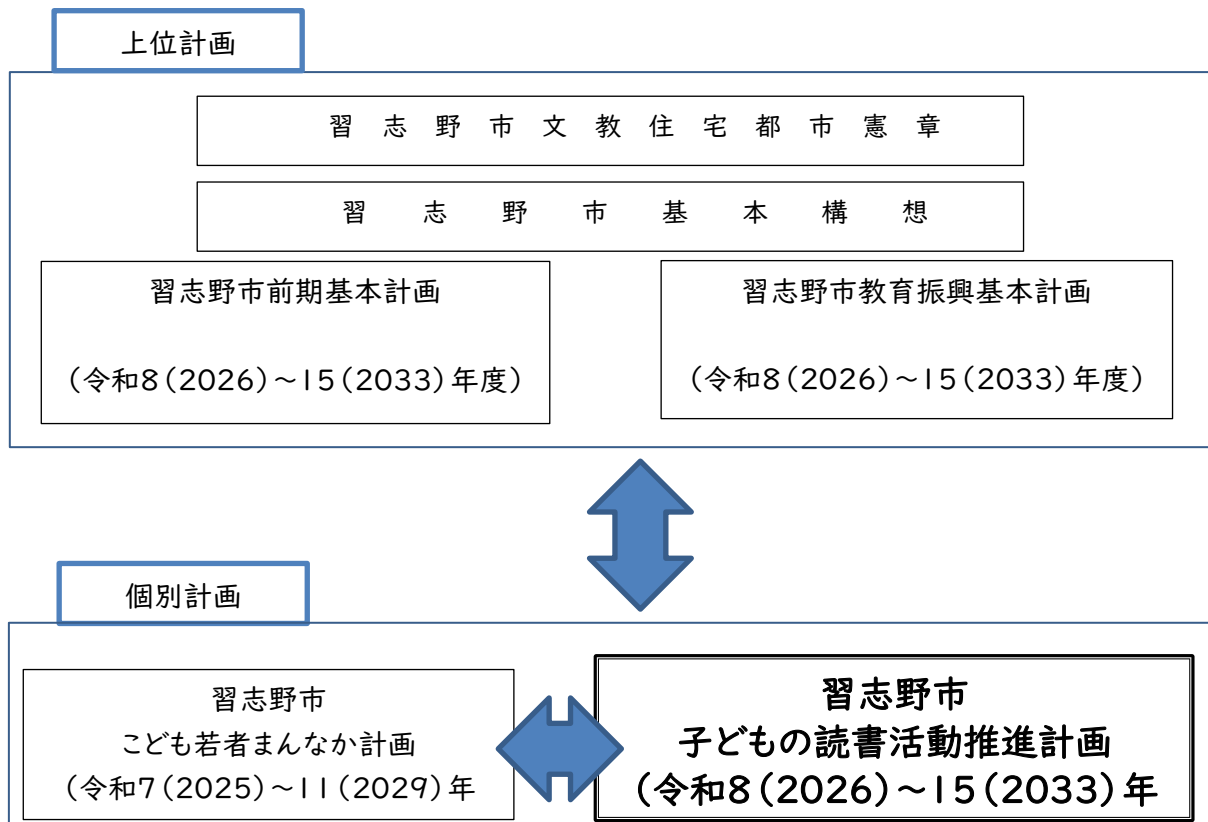 上位計画
習志野市文教住宅都市憲章
習志野市基本構想
習志野市前期基本計画
(令和8(2026)~15(2033)年度)
習志野市教育振興基本計画
(令和8(2026)~15(2033)年度)
個別計画
習志野市
こども若者まんなか計画
(令和7(2025)~11(2029)年
習志野市
子どもの読書活動推進計画
(令和8(2026)~15(2033)年